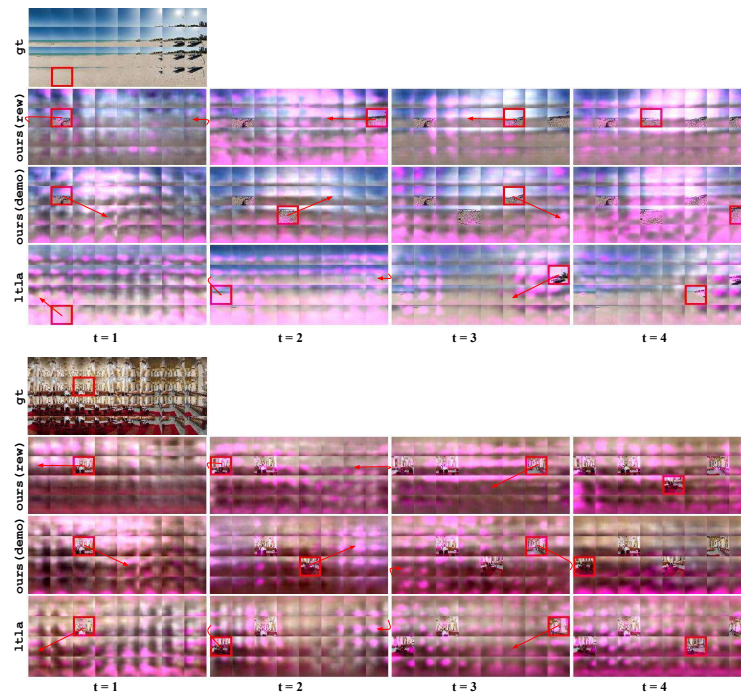 gt
ours(rew)
ours(demo)
ltla
t = 1 t = 2 t = 3 t = 4
gt
ours(rew)
ours(demo)
ltla
t = 1 t = 2 t = 3 t = 4